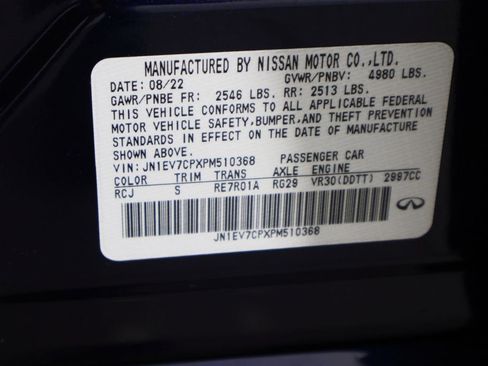 MANUFACTURED BY NISSAN MOTOR CO.,LTD.
DATE: 08/22 GVWR/PNBV: 4980 LBS.
GAWR/PNBE FR: 2546 LBS. RR: 2513 LBS.
THIS VEHICLE CONFORMS TO ALL APPLICABLE FEDERAL
MOTOR VEHICLE SAFETY, BUMPER, AND THEFT PREVENTION
STANDARDS IN EFFECT ON THE DATE OF MANUFACTURE
SHOWN ABOVE.
VIN: JN1EV7CPXPM510368 PASSENGER CAR
COLOR TRIM TRANS AXLE ENGINE
RCJ S RE7R01A RG29 VR30(DDTT) 2997CC
JN1EV7CPXPM510368